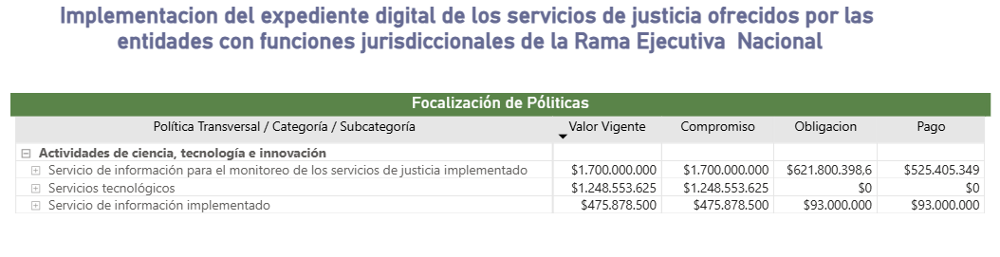 Implementacion del expediente digital de los servicios de justicia ofrecidos por las
entidades con funciones jurisdiccionales de la Rama Ejecutiva Nacional
Focalización de Póliticas
Política Transversal / Categoría / Subcategoría Valor Vigente Compromiso Obligacion Pago
Actividades de ciencia, tecnología e innovación
Servicio de información para el monitoreo de los servicios de justicia implementado $1.700.000.000 $1.700.000.000 $621.800.398,6 $525.405.349
Servicios tecnológicos $1.248.553.625 $1.248.553.625 $0 $0
Servicio de información implementado $475.878.500 $475.878.500 $93.000.000 $93.000.000